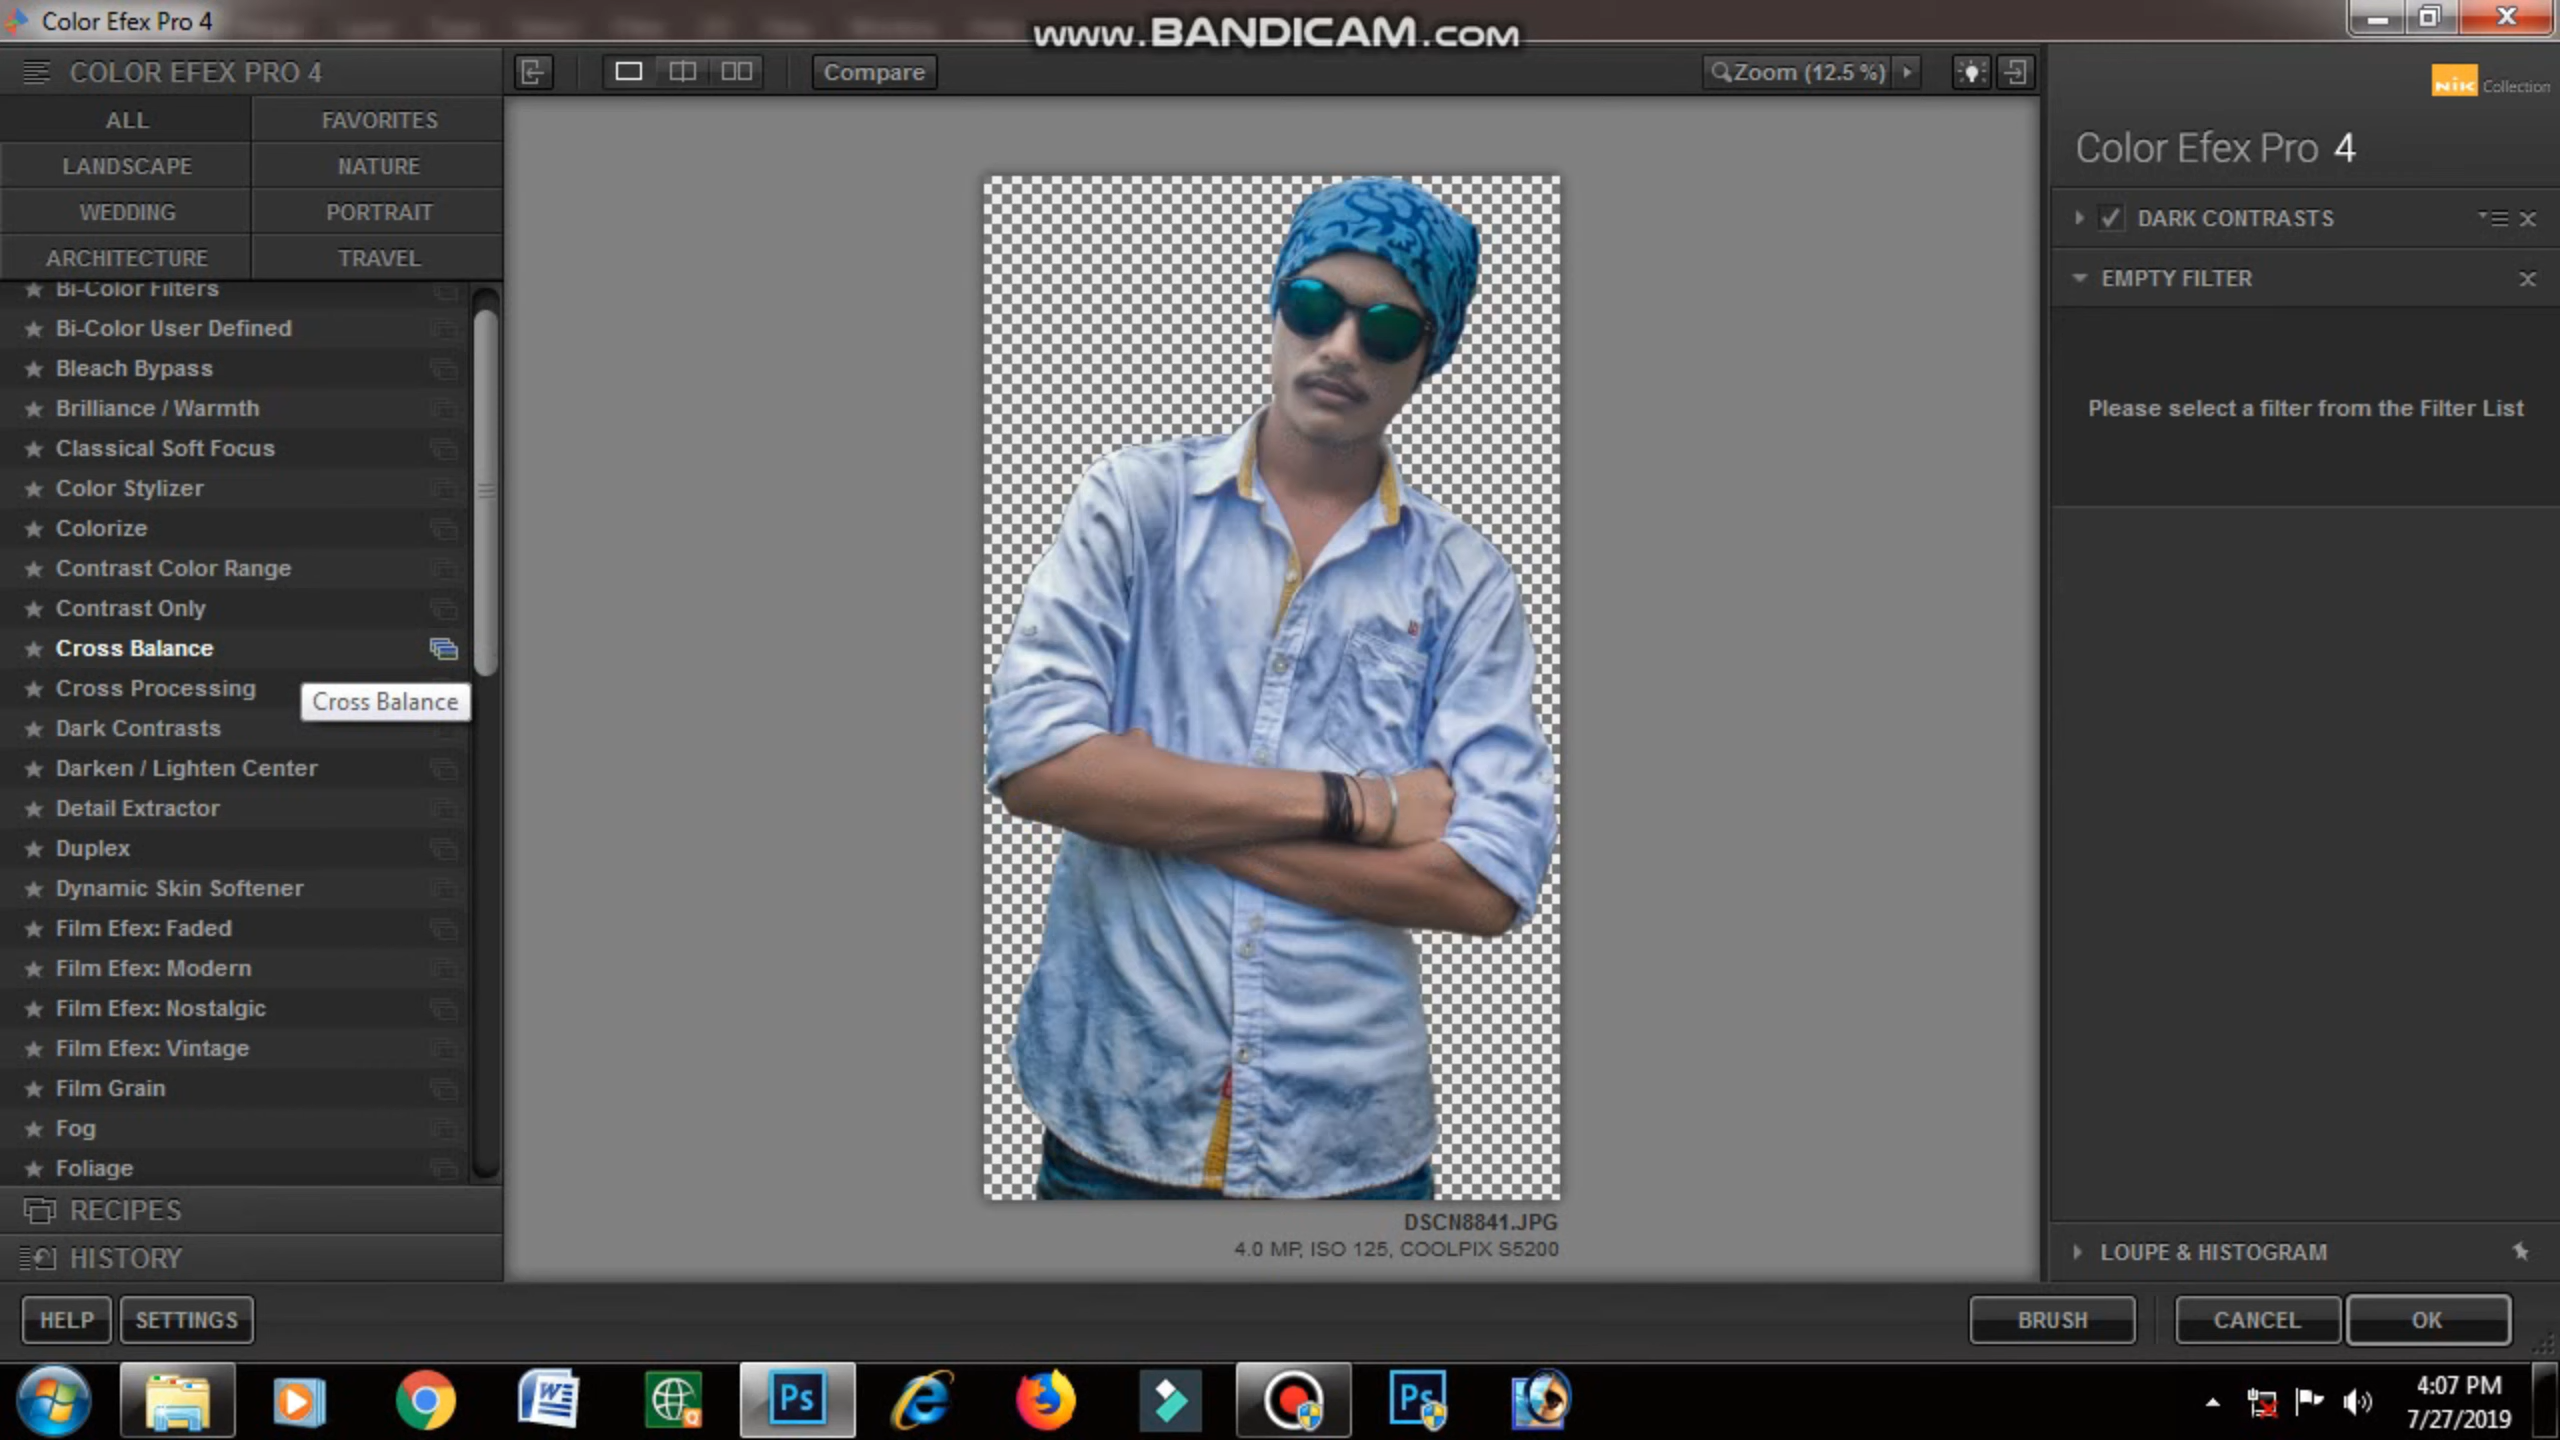 Color Efex Pro 4
www.BANDICAM.com
COLOR EFEX PRO 4
Compare
Zoom (12.5 %)
Nik Collection
ALL
FAVORITES
LANDSCAPE
NATURE
WEDDING
PORTRAIT
ARCHITECTURE
TRAVEL
Bi-Color Filters
Bi-Color User Defined
Bleach Bypass
Brilliance / Warmth
Classical Soft Focus
Color Stylizer
Colorize
Contrast Color Range
Contrast Only
Cross Balance
Cross Processing
Cross Balance
Dark Contrasts
Darken / Lighten Center
Detail Extractor
Duplex
Dynamic Skin Softener
Film Efex: Faded
Film Efex: Modern
Film Efex: Nostalgic
Film Efex: Vintage
Film Grain
Fog
Foliage
RECIPES
HISTORY
HELP
SETTINGS
DSCN8841.JPG
4.0 MP, ISO 125, COOLPIX S5200
Color Efex Pro 4
DARK CONTRASTS
EMPTY FILTER
Please select a filter from the Filter List
LOUPE & HISTOGRAM
BRUSH
CANCEL
OK
W
Ps
Ps
4:07 PM
7/27/2019